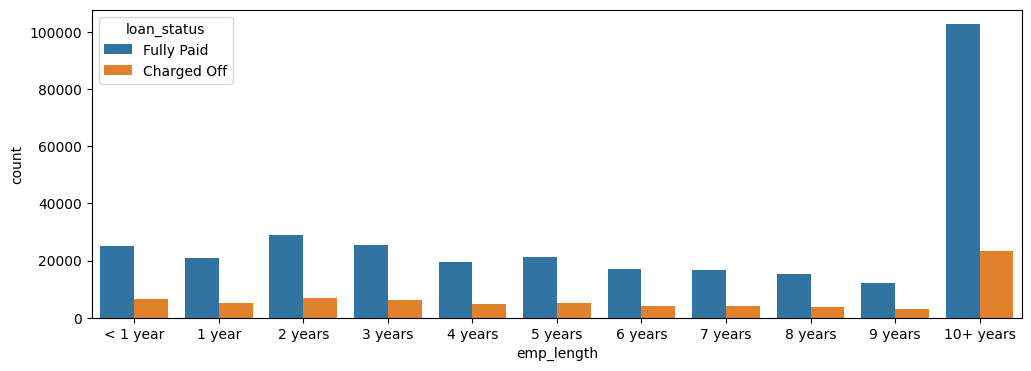 loan_status
Fully Paid
Charged Off
count
100000
80000
60000
40000
20000
0
< 1 year 1 year 2 years 3 years 4 years 5 years 6 years 7 years 8 years 9 years 10+ years
emp_length